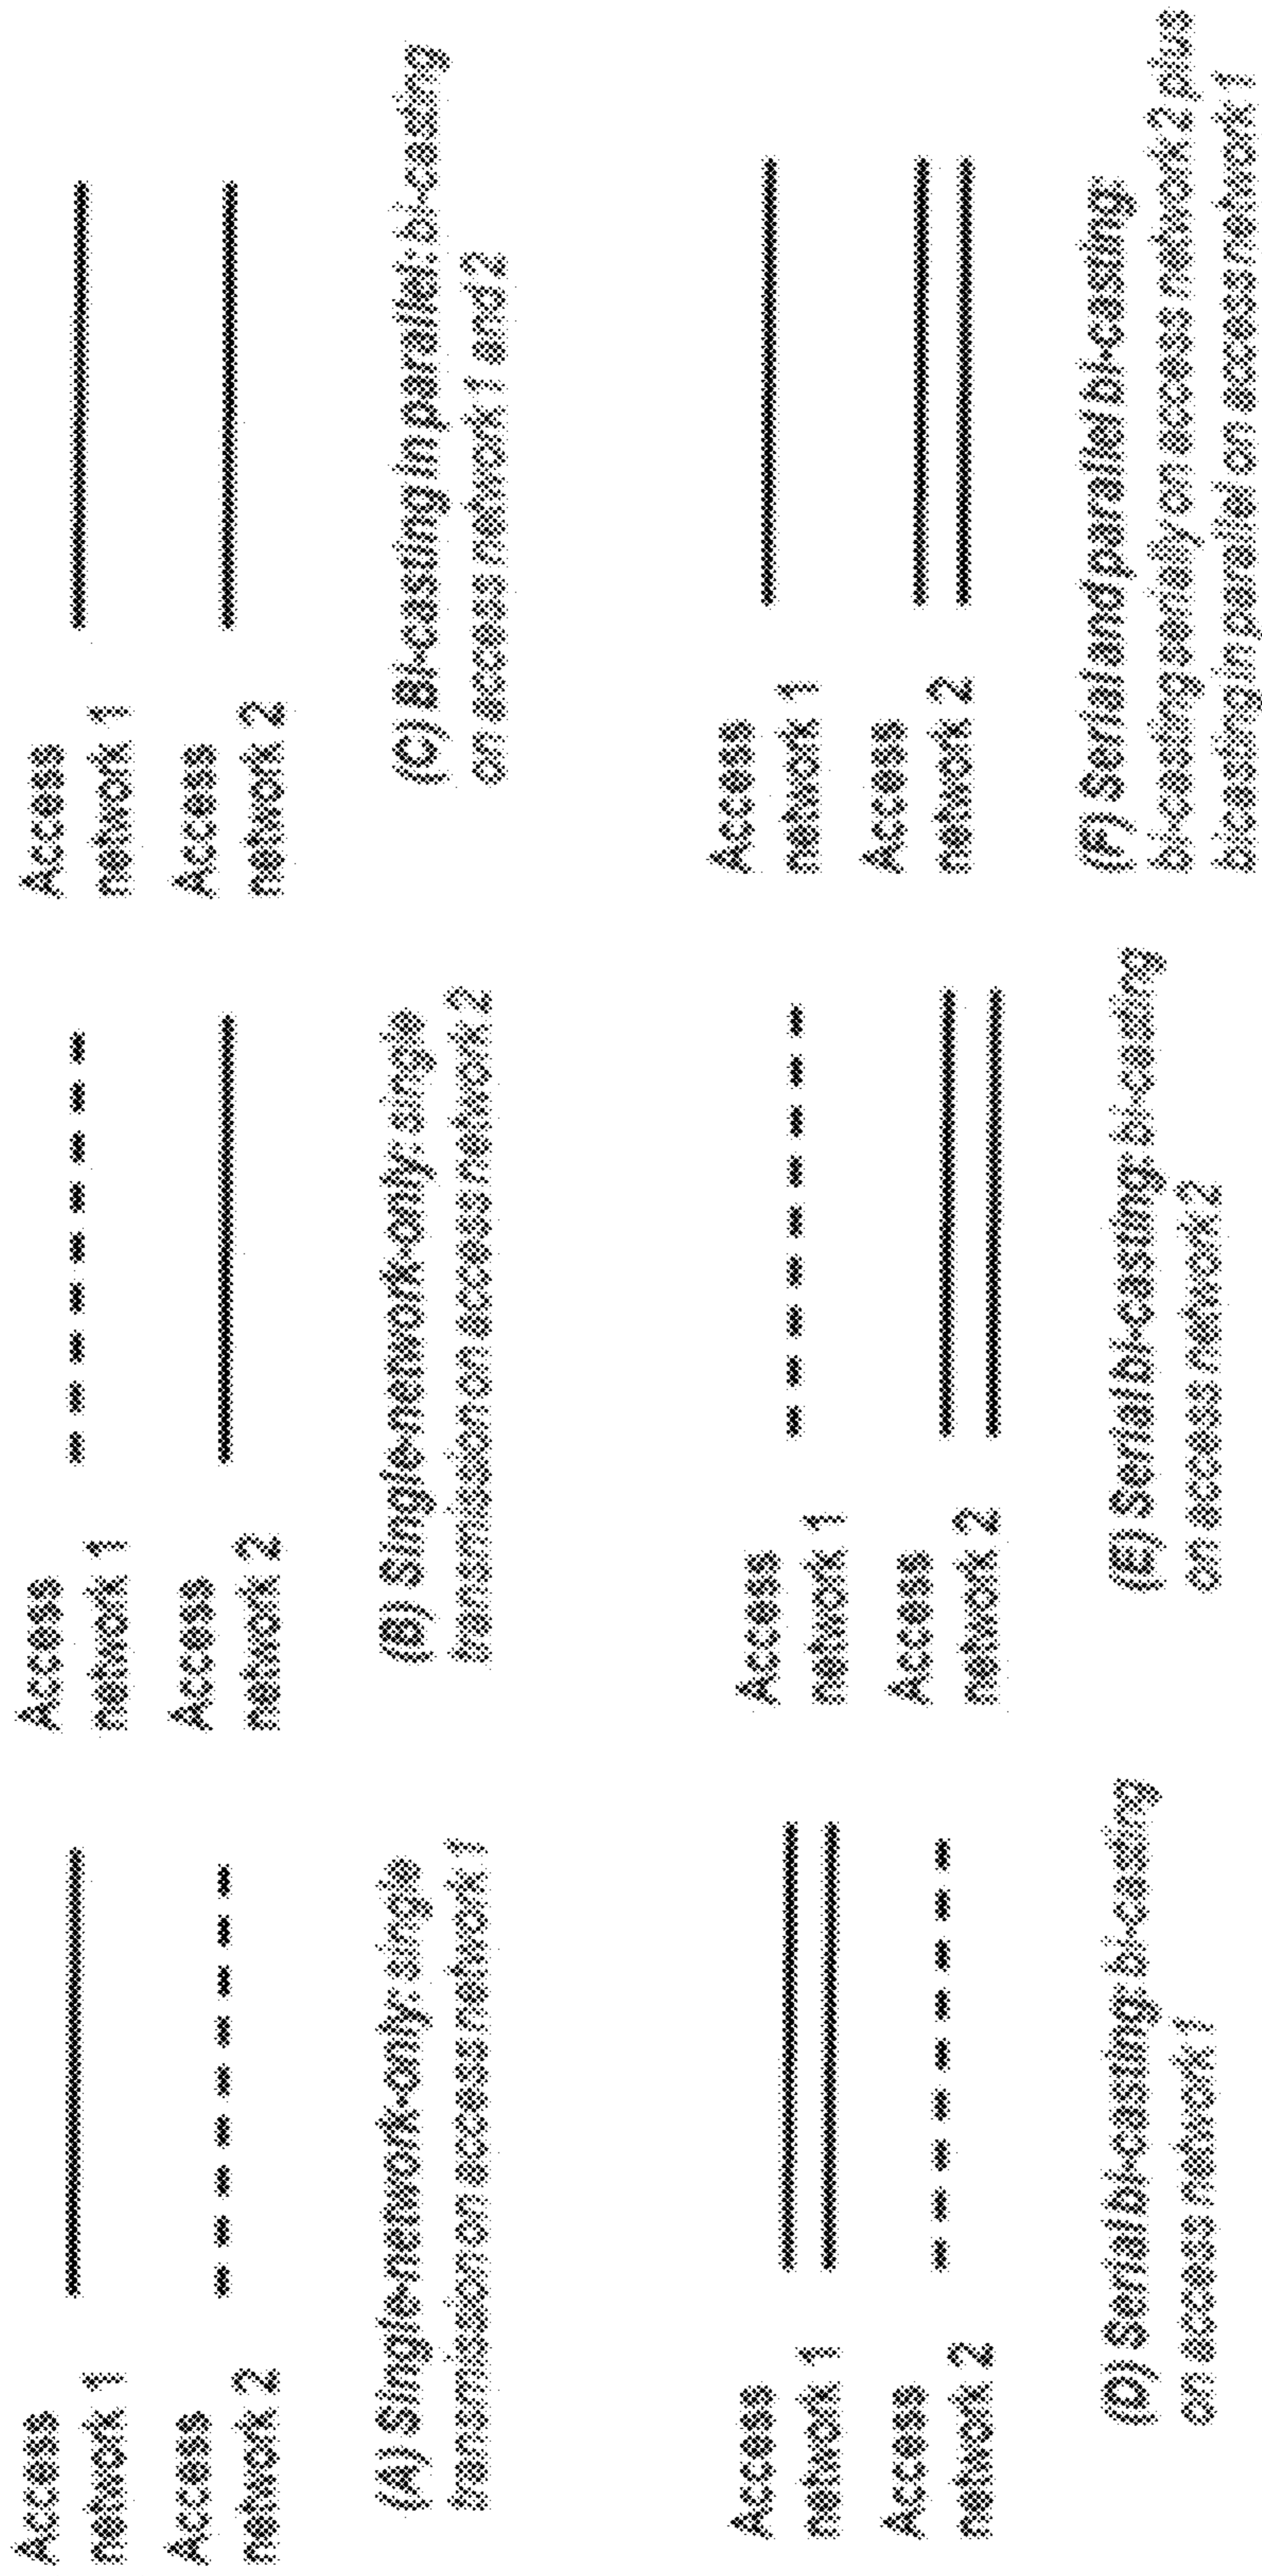 Access
network 1
Access
network 2
(A) Single-network-only: single
transmission on access network 1
Access
network 1
Access
network 2
(B) Single-network-only: single
transmission on access network 2
Access
network 1
Access
network 2
(C) Bi-casting in parallel: bi-casting
on access network 1 and 2
Access
network 1
Access
network 2
(D) Serial bi-casting: bi-casting
on access network 1
Access
network 1
Access
network 2
(E) Serial bi-casting: bi-casting
on access network 2
Access
network 1
Access
network 2
(F) Serial and parallel bi-casting:
bi-casting serially on access network 2 plus
bicasting in parallel on access network 1